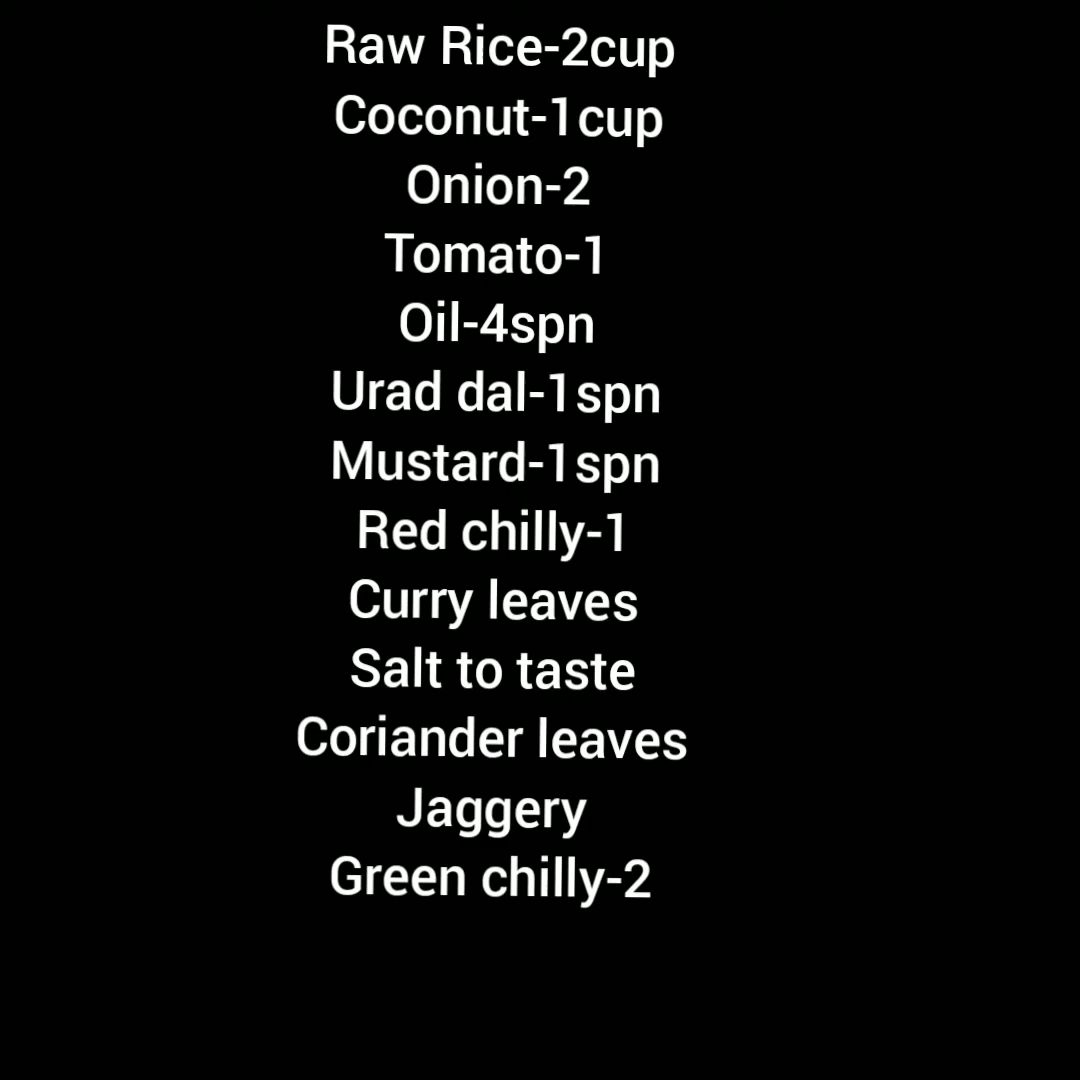 Raw Rice-2cup
Coconut-1cup
Onion-2
Tomato-1
Oil-4spn
Urad dal-1spn
Mustard-1spn
Red chilly-1
Curry leaves
Salt to taste
Coriander leaves
Jaggery
Green chilly-2